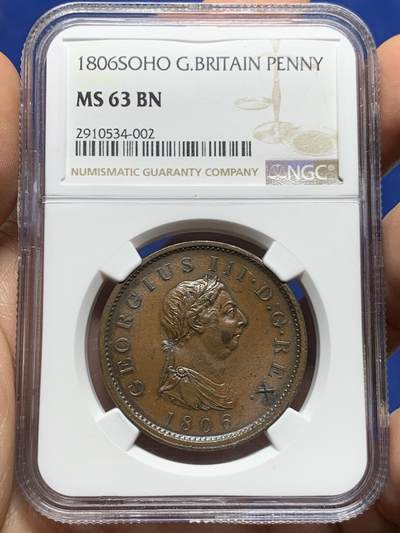 1806SOHO G.BRITAIN PENNY
MS 63 BN
2910534-002
NUMISMATIC GUARANTY COMPANY
NGC®
GEORGIUS III·D:G·REX.
1806